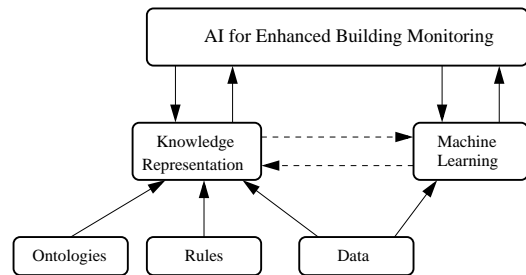 AI for Enhanced Building Monitoring
Knowledge
Representation
Machine
Learning
Ontologies
Rules
Data